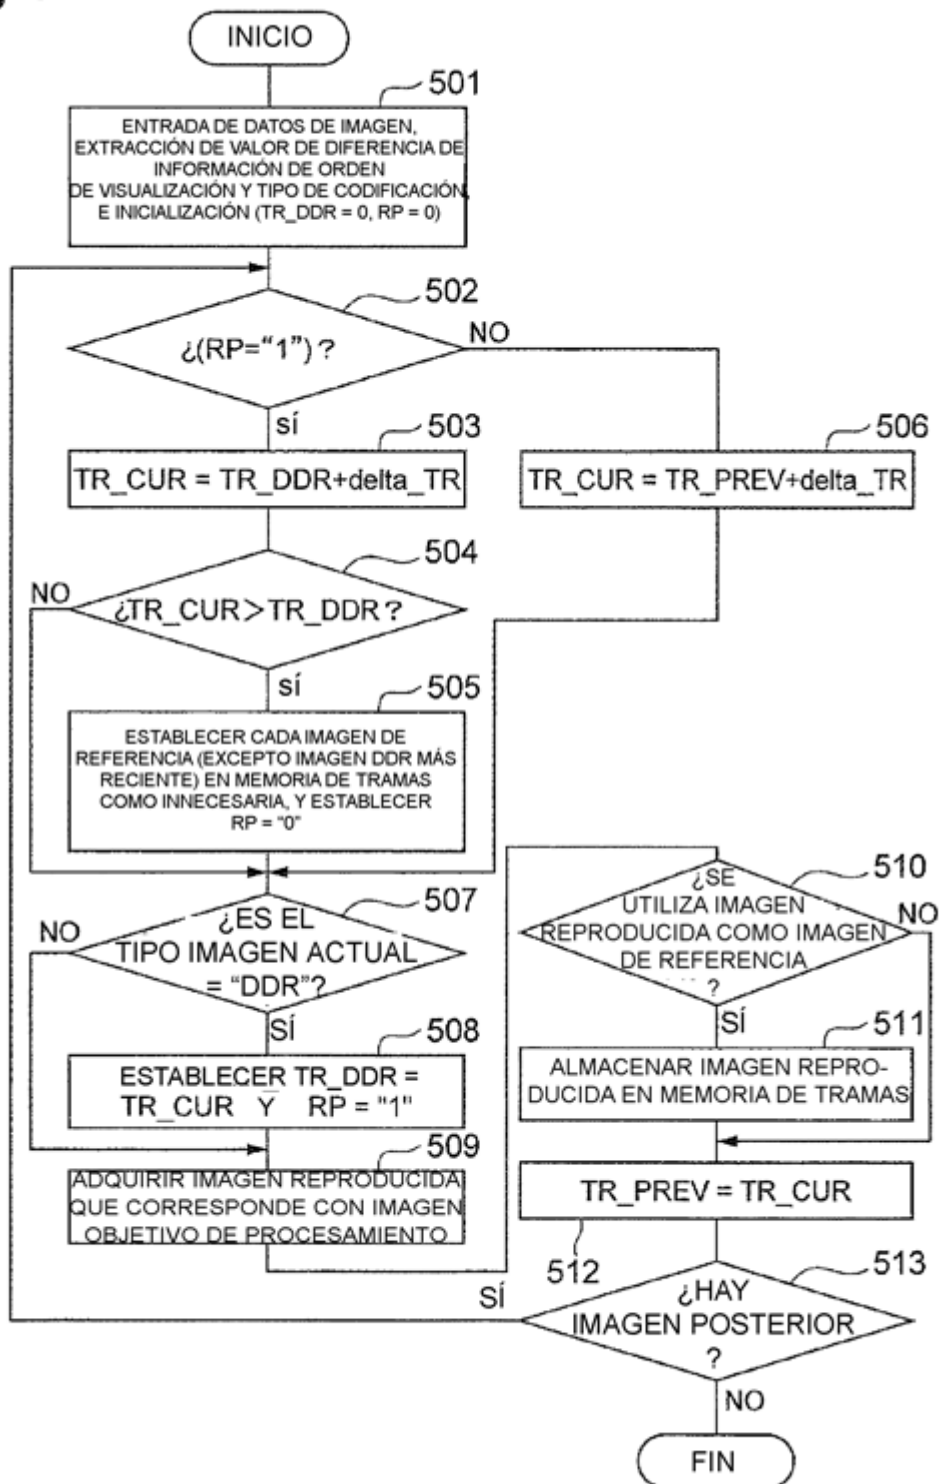 INICIO
501
ENTRADA DE DATOS DE IMAGEN,
EXTRACCIÓN DE VALOR DE DIFERENCIA DE
INFORMACIÓN DE ORDEN
DE VISUALIZACIÓN Y TIPO DE CODIFICACIÓN,
E INICIALIZACIÓN (TR_DDR = 0, RP = 0)
502
¿(RP="1") ?
NO
SÍ
503
TR_CUR = TR_DDR+delta_TR
506
TR_CUR = TR_PREV+delta_TR
504
¿TR_CUR>TR_DDR ?
NO
SÍ
505
ESTABLECER CADA IMAGEN DE
REFERENCIA (EXCEPTO IMAGEN DDR MÁS
RECIENTE) EN MEMORIA DE TRAMAS
COMO INNECESARIA, Y ESTABLECER
RP = "0"
507
¿ES EL
TIPO IMAGEN ACTUAL
= "DDR"?
NO
SÍ
508
ESTABLECER TR_DDR =
TR_CUR Y RP = "1"
509
ADQUIRIR IMAGEN REPRODUCIDA
QUE CORRESPONDE CON IMAGEN
OBJETIVO DE PROCESAMIENTO
510
¿SE
UTILIZA IMAGEN
REPRODUCIDA COMO IMAGEN
DE REFERENCIA
?
NO
SÍ
511
ALMACENAR IMAGEN REPRO-
DUCIDA EN MEMORIA DE TRAMAS
TR_PREV = TR_CUR
512
513
¿HAY
IMAGEN POSTERIOR
?
SÍ
NO
FIN